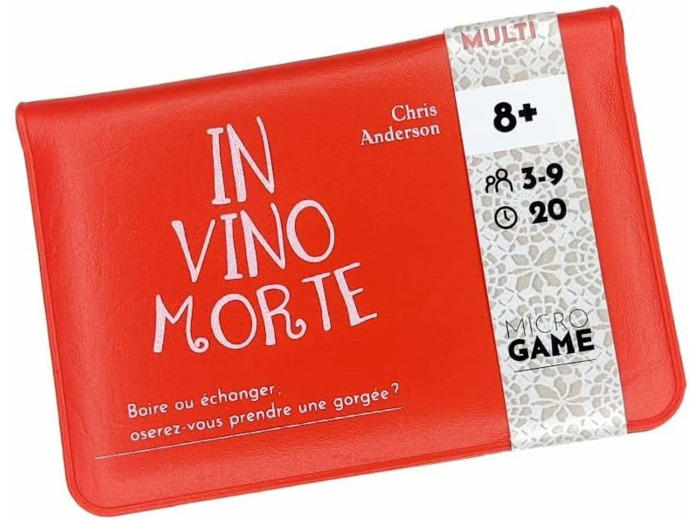 IN
VINO
MORTE
Chris
Anderson
Boire ou échanger,
oserez-vous prendre une gorgée?
MULTI
8+
3-9
20
MICRO
GAME